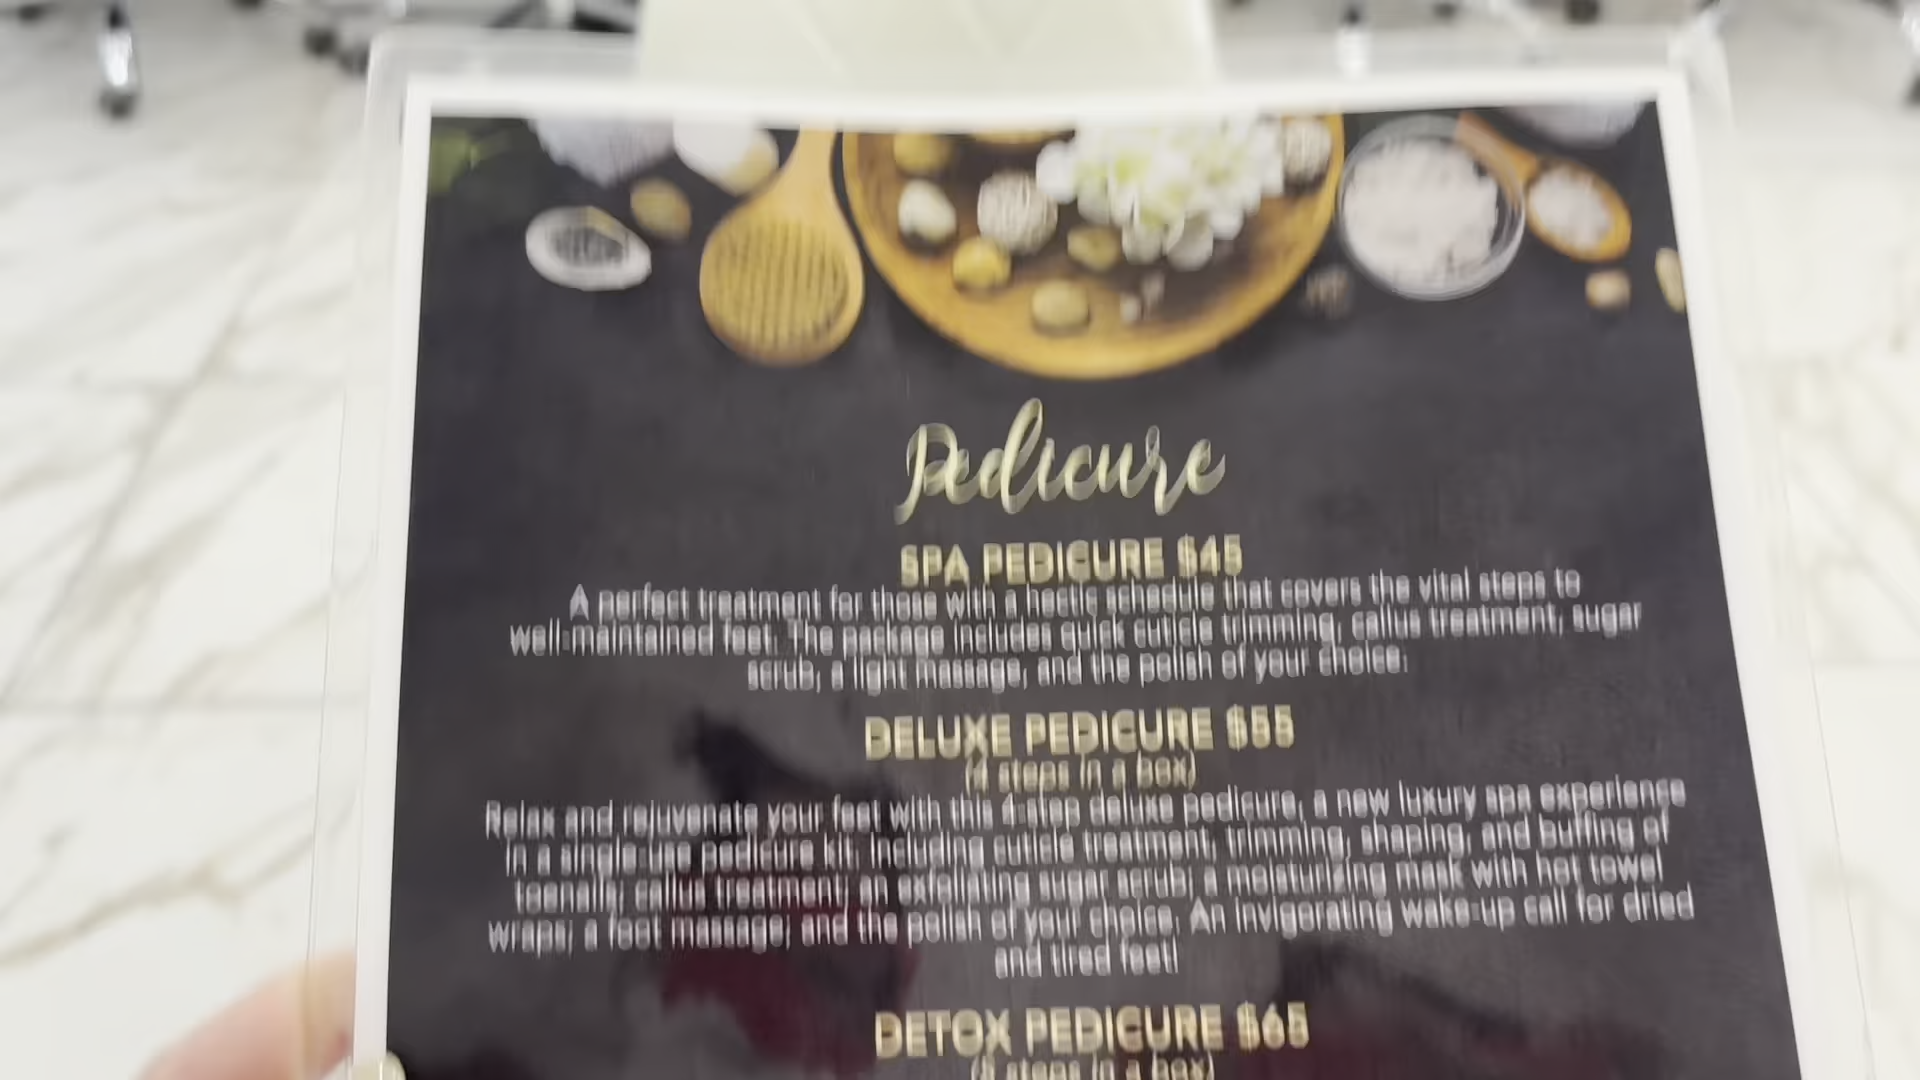 Pedicure
SPA PEDICURE $45
A perfect treatment for those with a hectic schedule that covers the vital steps to
well-maintained feet. The package includes quick cuticle trimming, callus treatment, sugar
scrub, a light massage, and the polish of your choice.
DELUXE PEDICURE $55
(4 steps in a box)
Relax and rejuvenate your feet with this 4-step deluxe pedicure, a new luxury spa experience
in a single-use pedicure kit including cuticle treatment, trimming, shaping, and buffing of
toenails, callus treatment, an exfoliating sugar scrub, a moisturizing mask with hot towel
wraps, a foot massage, and the polish of your choice. An invigorating wake-up call for dried
and tired feet!
DETOX PEDICURE $65
steps in a box)